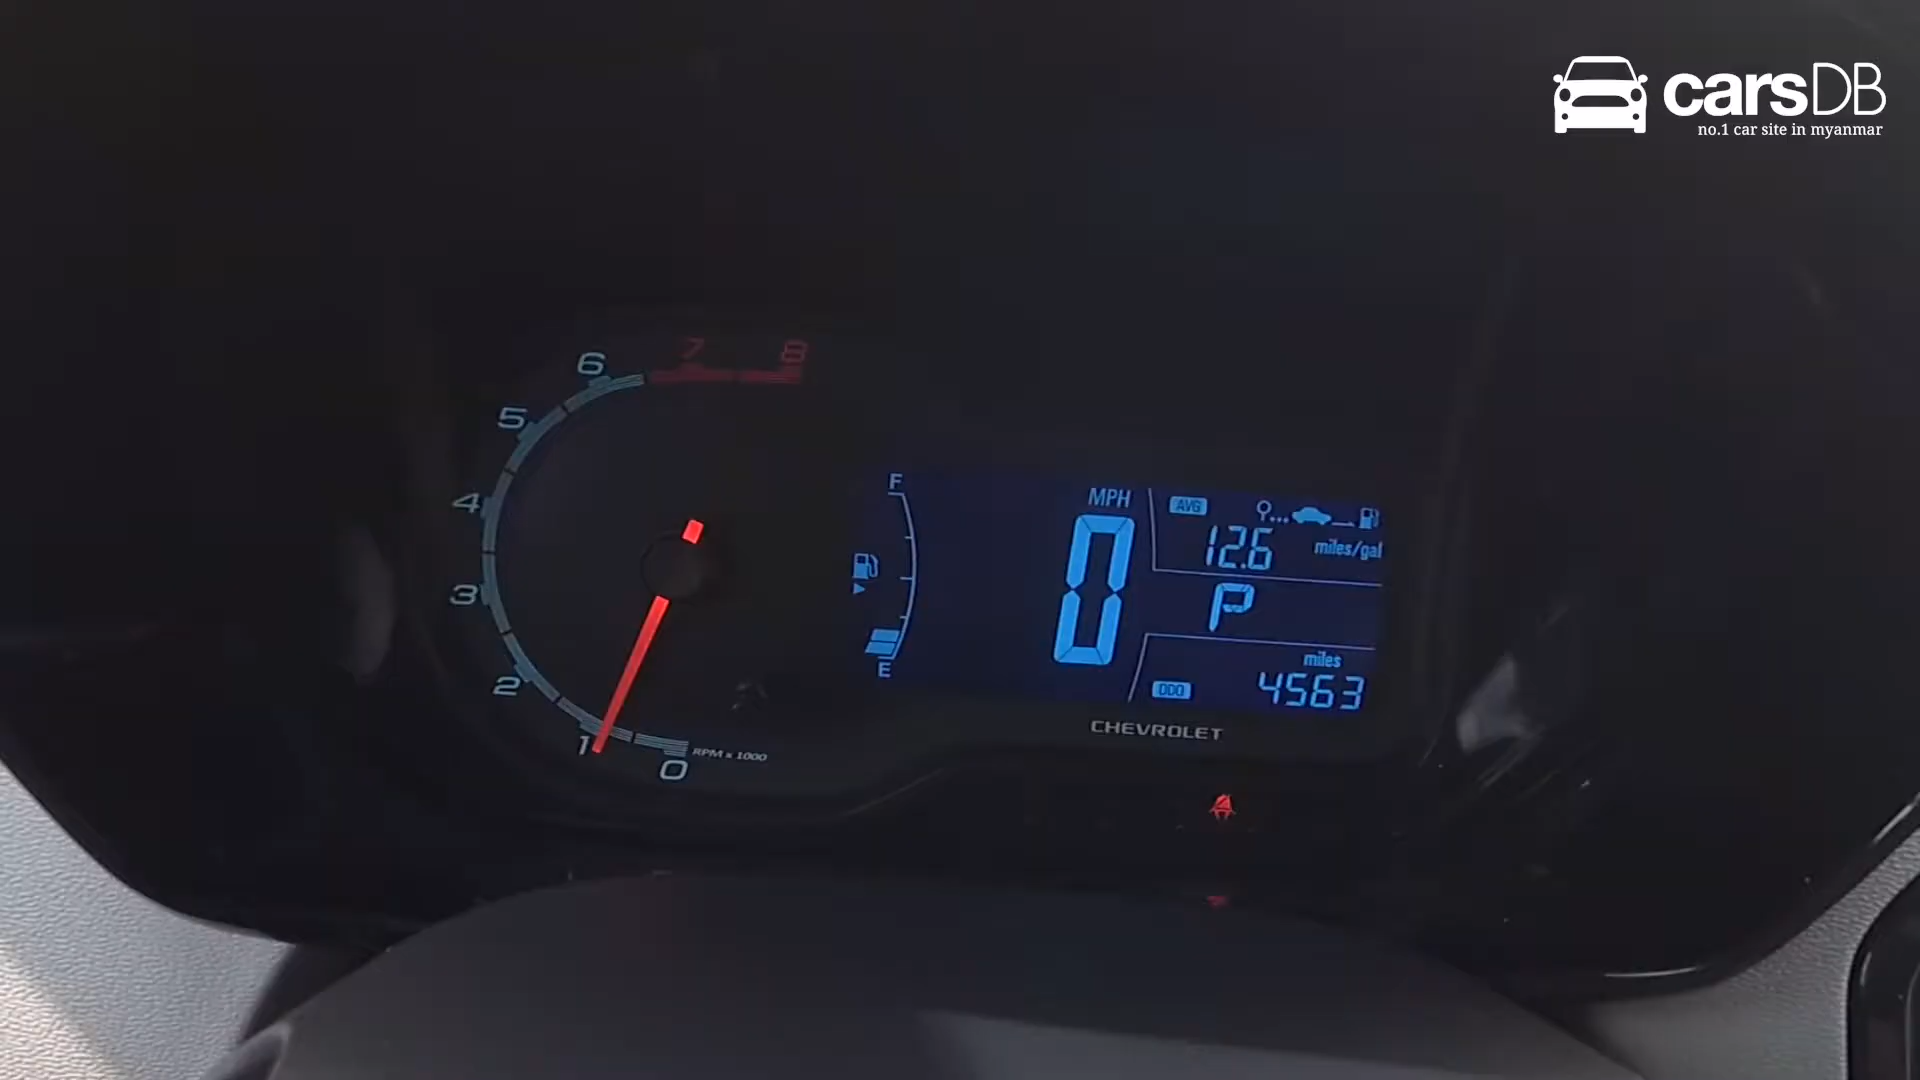 carsDB
no.1 car site in myanmar
8
7
6
5
4
3
2
1
0
RPM x 1000
F
E
MPH
0
AVG
12.6
miles/gal
P
miles
ODO
4563
CHEVROLET